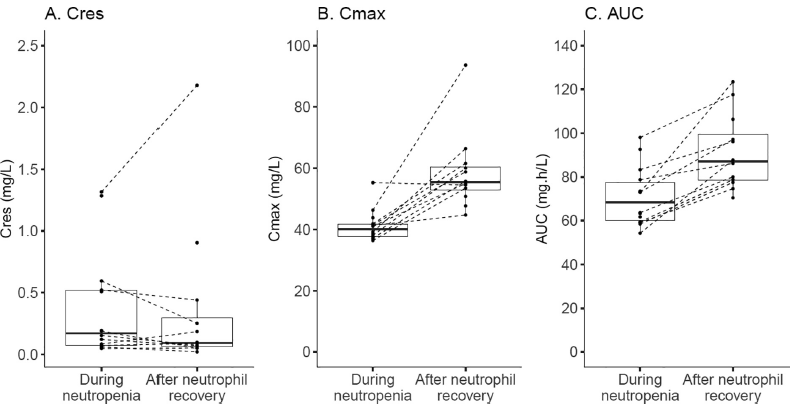 A. Cres
2.5
2.0
1.5
1.0
0.5
0.0
Cres (mg/L)
During
neutropenia
After neutrophil
recovery
B. Cmax
100
80
60
40
20
0
Cmax (mg/L)
During
neutropenia
After neutrophil
recovery
C. AUC
140
120
100
80
60
40
20
0
AUC (mg.h/L)
During
neutropenia
After neutrophil
recovery